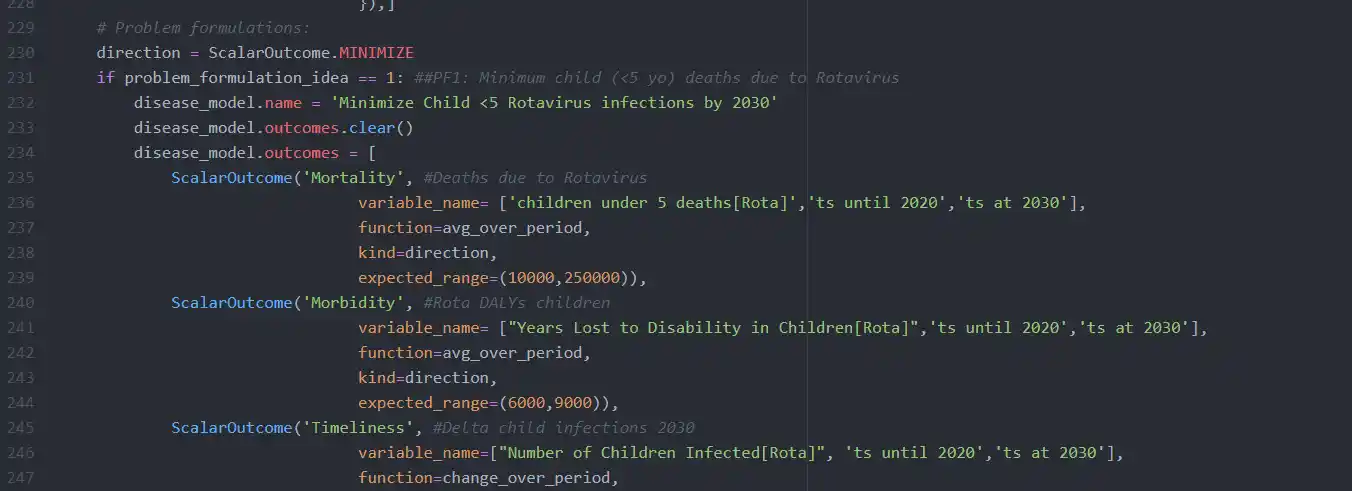 228                                   }),]
229       # Problem formulations:
230       direction = ScalarOutcome.MINIMIZE
231       if problem_formulation_idea == 1: ##PF1: Minimum child (<5 yo) deaths due to Rotavirus
232           disease_model.name = 'Minimize Child <5 Rotavirus infections by 2030'
233           disease_model.outcomes.clear()
234           disease_model.outcomes = [
235               ScalarOutcome('Mortality', #Deaths due to Rotavirus
236                                   variable_name= ['children under 5 deaths[Rota]','ts until 2020','ts at 2030'],
237                                   function=avg_over_period,
238                                   kind=direction,
239                                   expected_range=(10000,250000)),
240               ScalarOutcome('Morbidity', #Rota DALYs children
241                                   variable_name= ["Years Lost to Disability in Children[Rota]",'ts until 2020','ts at 2030'],
242                                   function=avg_over_period,
243                                   kind=direction,
244                                   expected_range=(6000,9000)),
245               ScalarOutcome('Timeliness', #Delta child infections 2030
246                                   variable_name=["Number of Children Infected[Rota]", 'ts until 2020','ts at 2030'],
247                                   function=change_over_period,